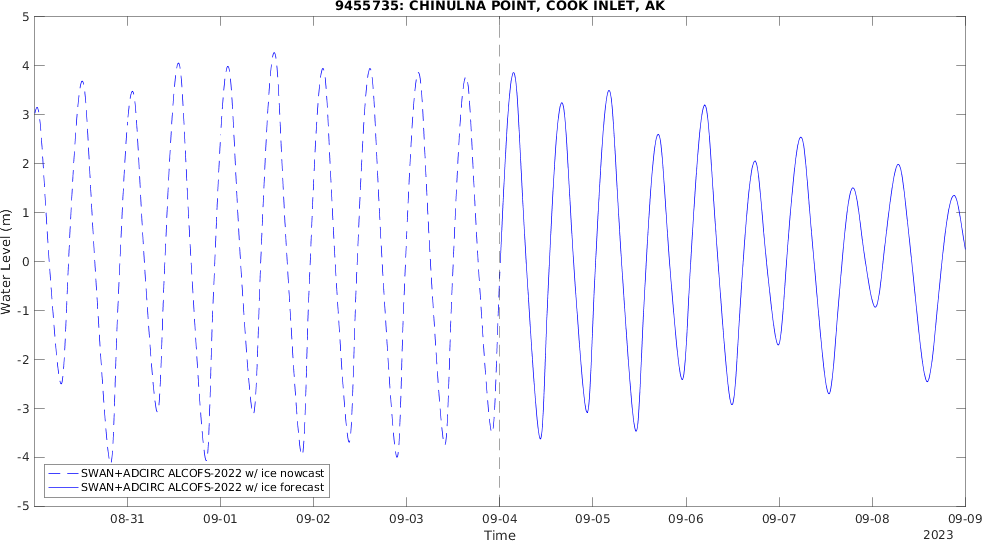 9455735: CHINULNA POINT, COOK INLET, AK
5
4
3
2
1
0
-1
-2
-3
-4
-5
Water Level (m)
SWAN+ADCIRC ALCOFS-2022 w/ ice nowcast
SWAN+ADCIRC ALCOFS-2022 w/ ice forecast
08-31 09-01 09-02 09-03 09-04 09-05 09-06 09-07 09-08 09-09
Time
2023